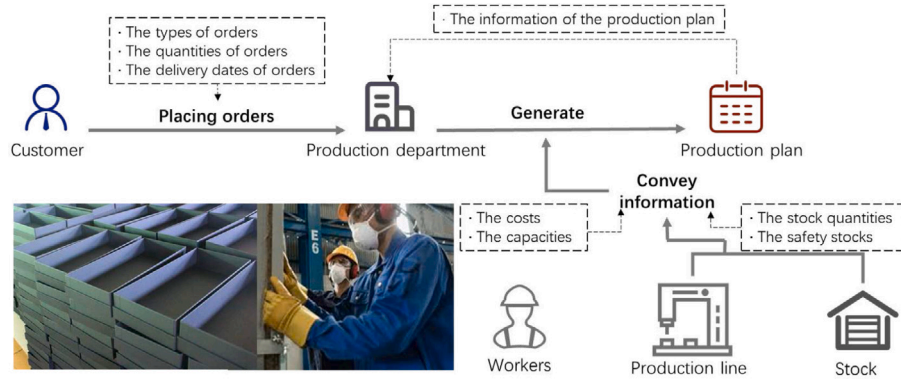 · The types of orders
· The quantities of orders
· The delivery dates of orders
· The information of the production plan
Placing orders
Generate
Customer
Production department
Production plan
Convey
information
· The costs
· The capacities
· The stock quantities
· The safety stocks
E
6
Workers
Production line
Stock